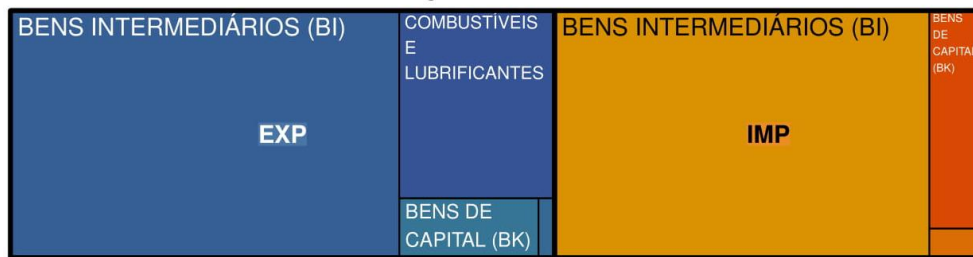 BENS INTERMEDIÁRIOS (BI)
COMBUSTÍVEIS
E
LUBRIFICANTES
EXP
BENS DE
CAPITAL (BK)
BENS INTERMEDIÁRIOS (BI)
IMP
BENS
DE
CAPITAL
(BK)